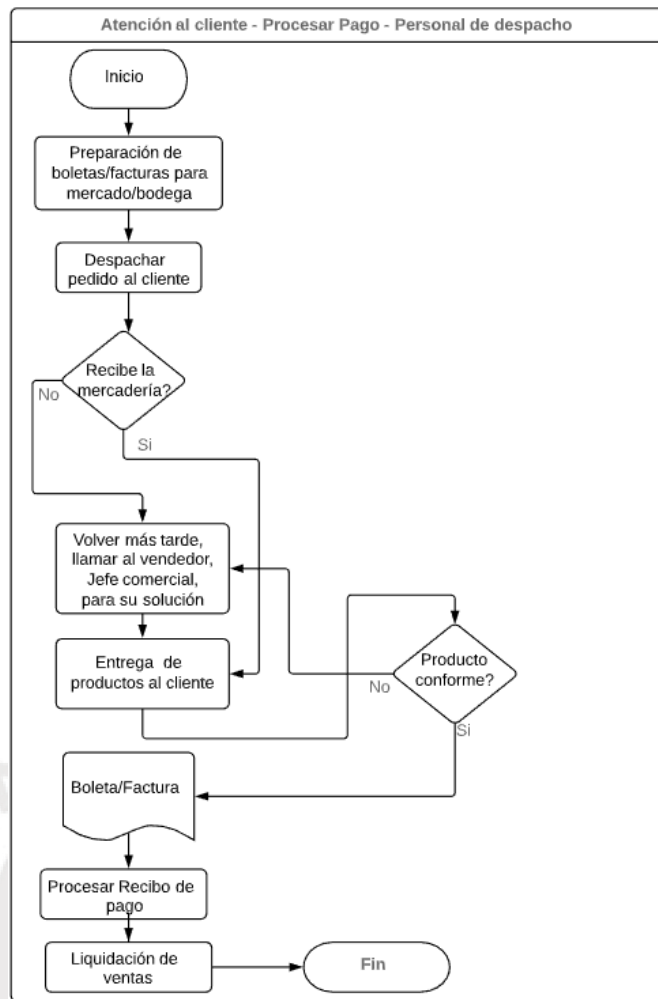 Atención al cliente - Procesar Pago - Personal de despacho
Inicio
Preparación de
boletas/facturas para
mercado/bodega
Despachar
pedido al cliente
Recibe la
mercadería?
No
Si
Volver más tarde,
llamar al vendedor,
Jefe comercial,
para su solución
Entrega de
productos al cliente
Producto
conforme?
No
Si
Boleta/Factura
Procesar Recibo de
pago
Liquidación de
ventas
Fin